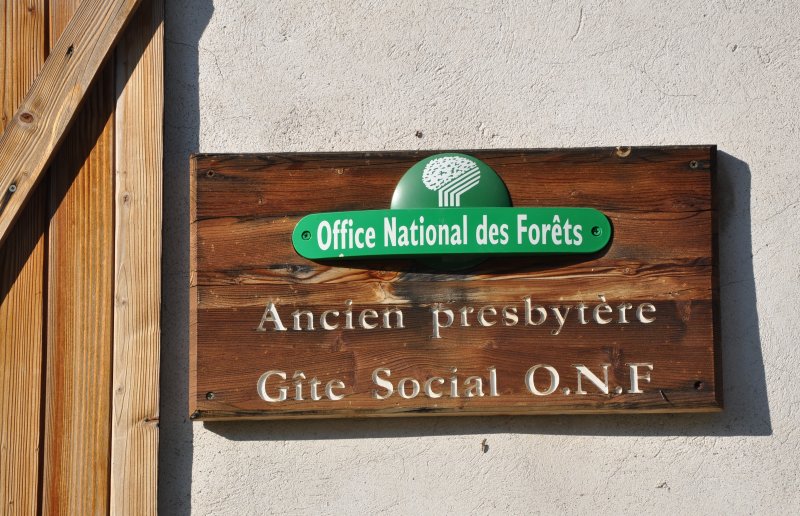 Office National des Forêts
Ancien presbytère
Gîte Social O.N.F